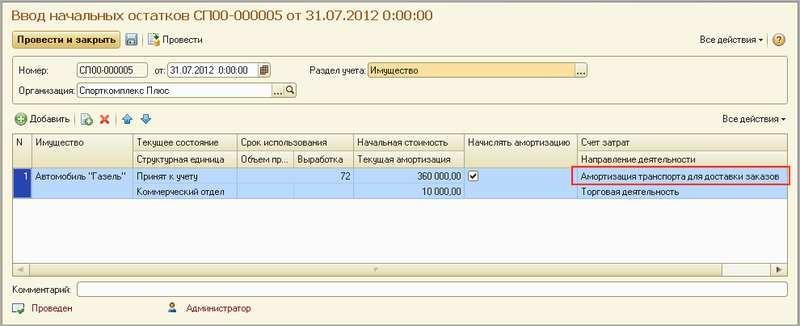 Ввод начальных остатков СП00-000005 от 31.07.2012 0:00:00
Провести и закрыть Провести Все действия
Номер: СП00-000005 от: 31.07.2012 0:00:00 Раздел учета: Имущество
Организация: Спорткомплекс Плюс
Добавить Все действия
N Имущество Текущее состояние Срок использования Начальная стоимость Начислять амортизацию Счет затрат
Структурная единица Объем пр... Выработка Текущая амортизация Направление деятельности
1 Автомобиль "Газель" Принят к учету 72 360 000,00 Амортизация транспорта для доставки заказов
Коммерческий отдел 10 000,00 Торговая деятельность
Комментарий:
Проведен Администратор